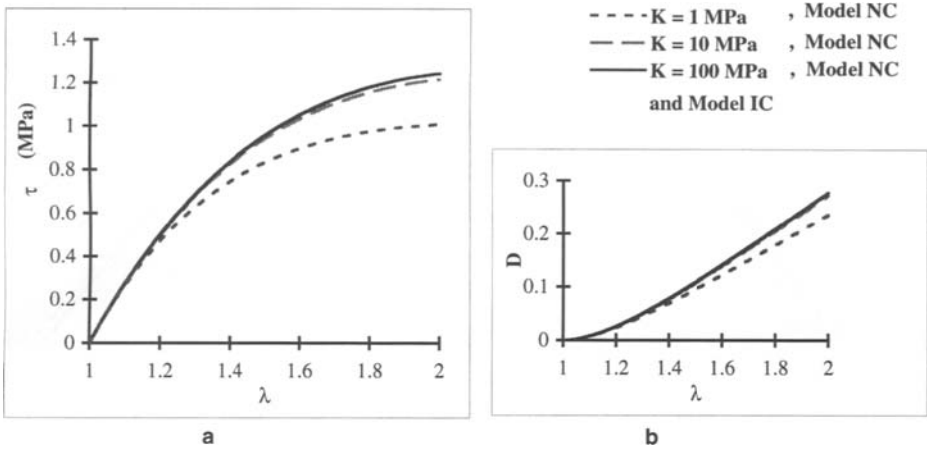 K = 1 MPa , Model NC
K = 10 MPa , Model NC
K = 100 MPa , Model NC
and Model IC
1.4
1.2
1
0.8
0.6
0.4
0.2
0
τ (MPa)
1 1.2 1.4 1.6 1.8 2
λ
a
0.3
0.2
0.1
0
D
1 1.2 1.4 1.6 1.8 2
λ
b